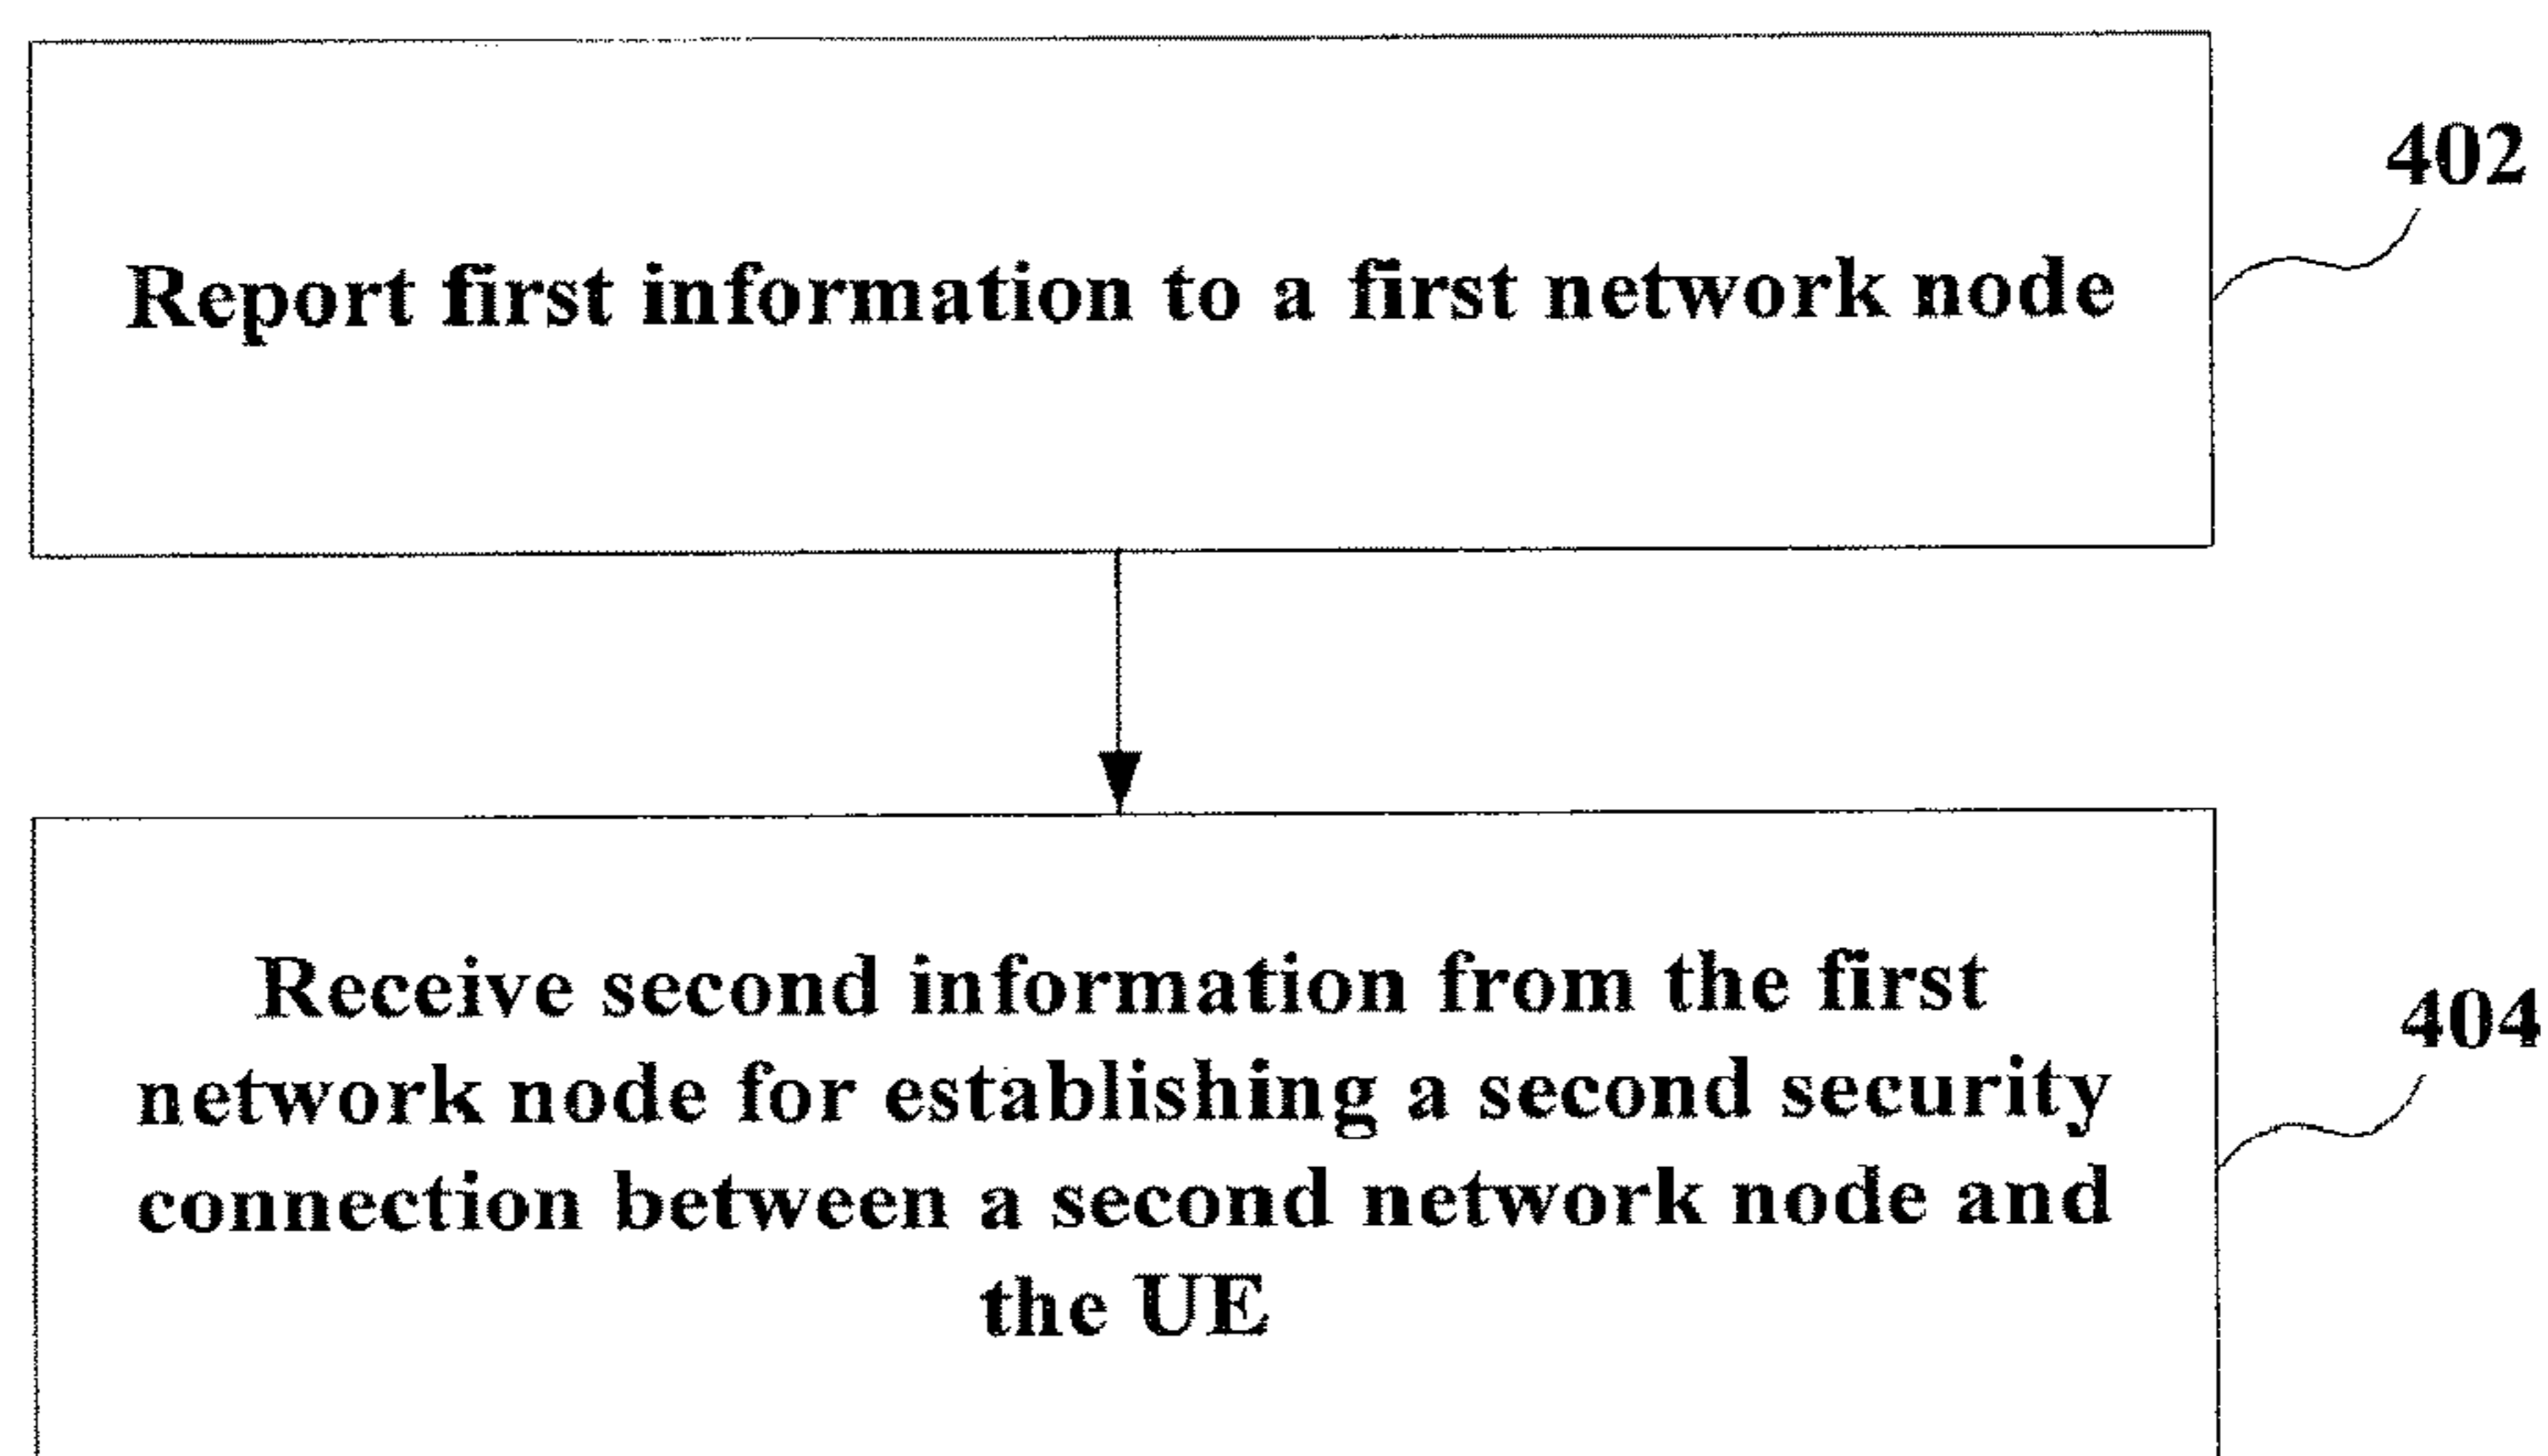 402
Report first information to a first network node
Receive second information from the first
network node for establishing a second security
connection between a second network node and
the UE
404